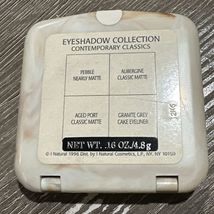 EYESHADOW COLLECTION
CONTEMPORARY CLASSICS
PEBBLE
NEARLY MATTE
AUBERGINE
CLASSIC MATTE
AGED PORT
CLASSIC MATTE
GRANITE GREY
CAKE EYELINER
NET WT. .16 OZ./4.8g
© I Natural 1996 Dist. by I Natural Cosmetics, L.P., NY, NY 10150